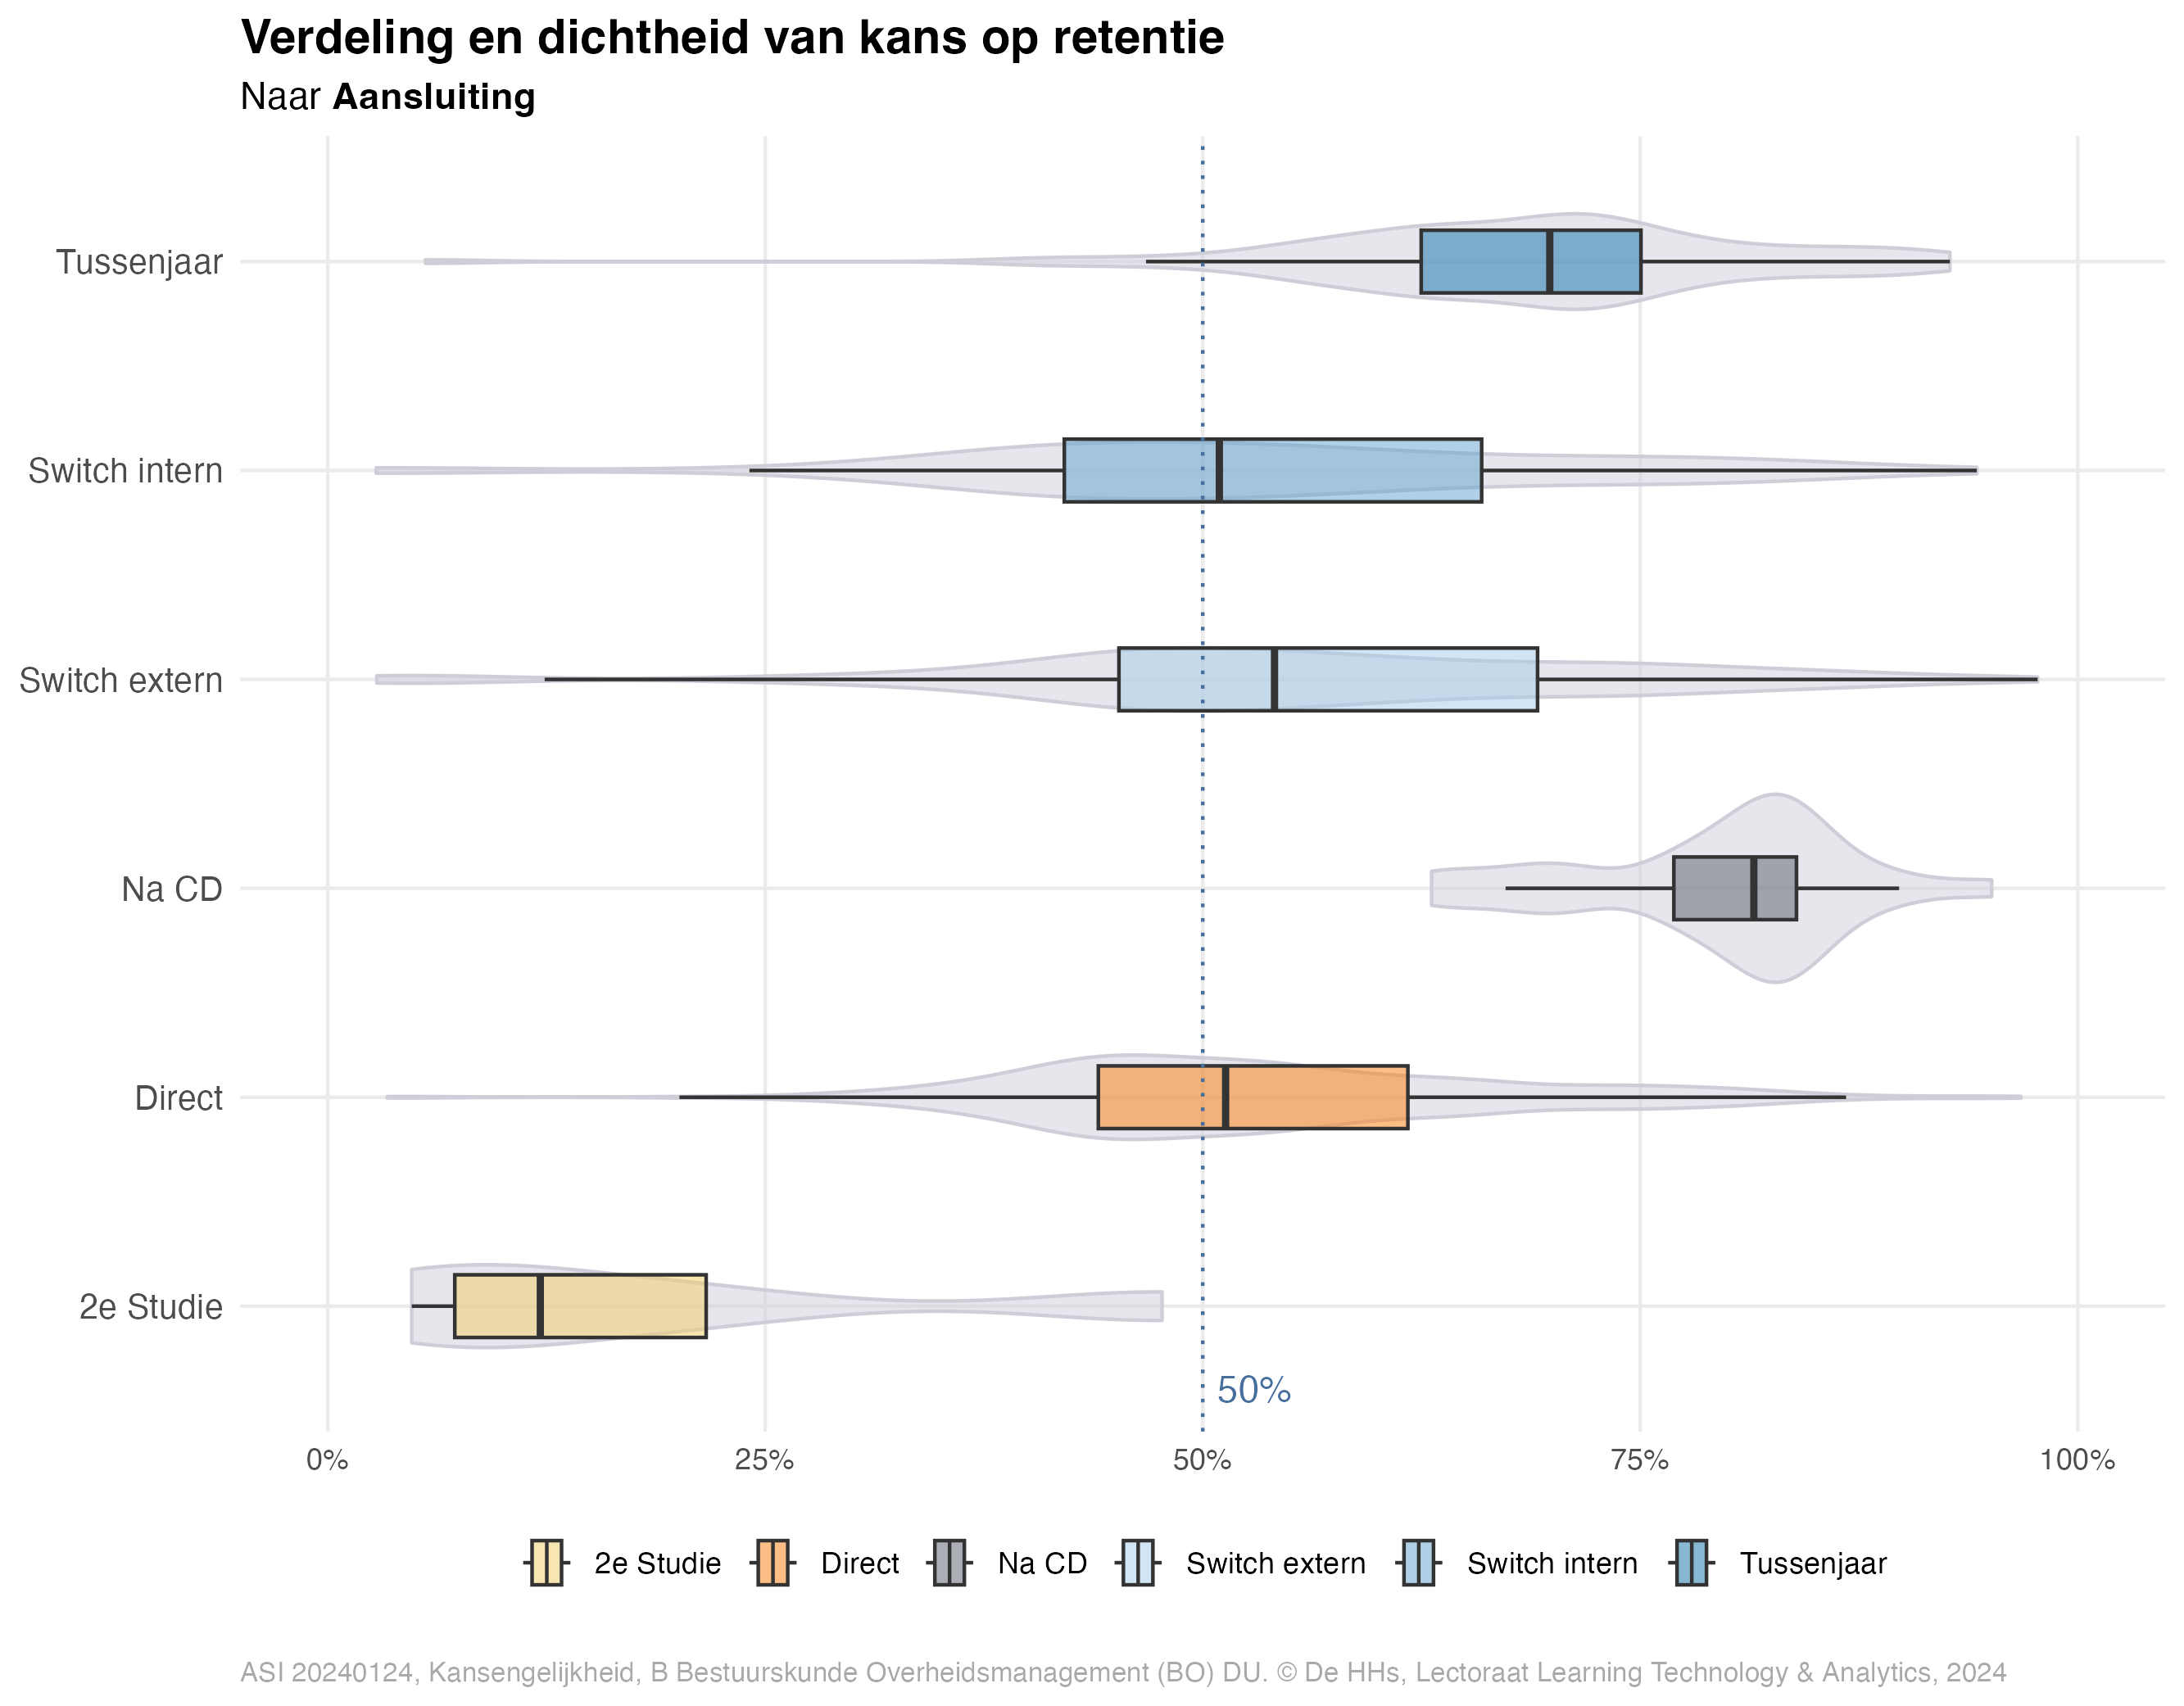 Verdeling en dichtheid van kans op retentie
Naar Aansluiting
Tussenjaar
Switch intern
Switch extern
Na CD
Direct
2e Studie
50%
0% 25% 50% 75% 100%
2e Studie Direct Na CD Switch extern Switch intern Tussenjaar
ASI 20240124, Kansengelijkheid, B Bestuurskunde Overheidsmanagement (BO) DU. © De HHs, Lectoraat Learning Technology & Analytics, 2024